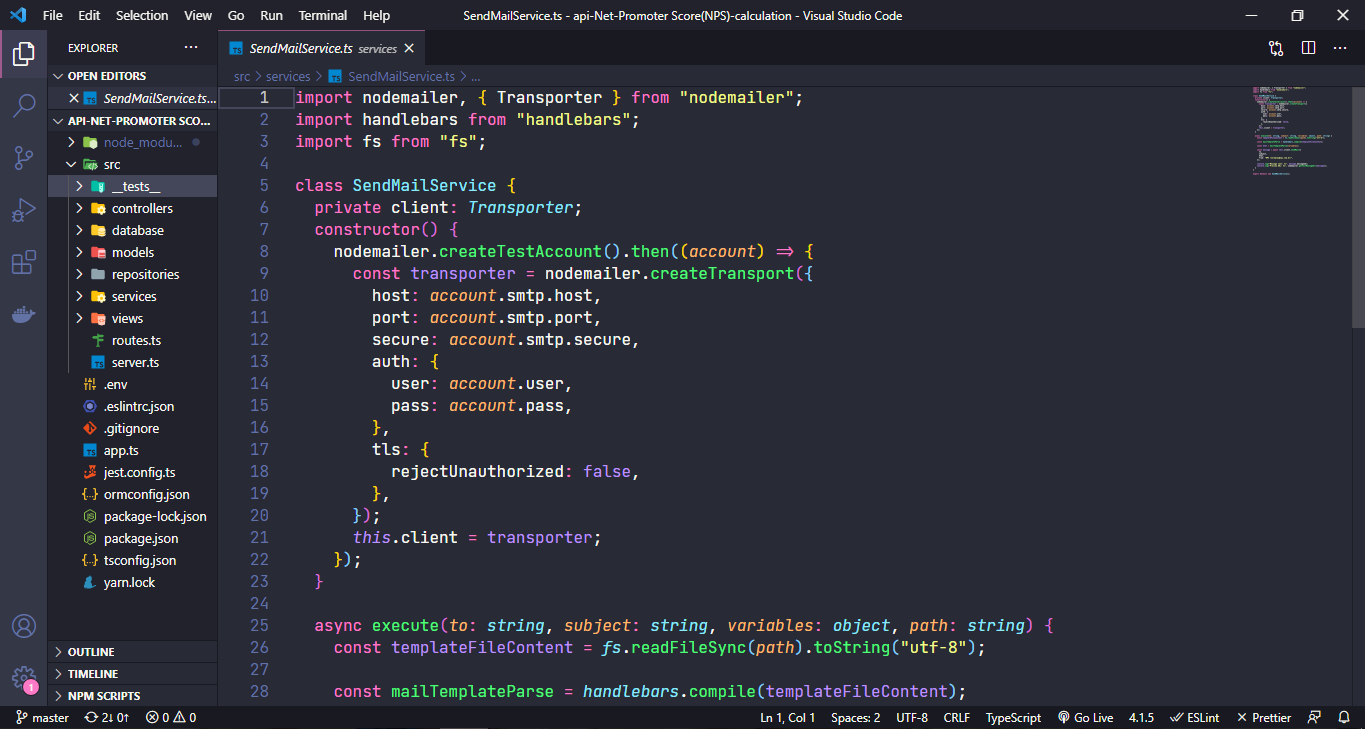 File Edit Selection View Go Run Terminal Help SendMailService.ts - api-Net-Promoter Score(NPS)-calculation - Visual Studio Code
EXPLORER ...
OPEN EDITORS
SendMailService.ts...
API-NET-PROMOTER SCO...
node_modu...
src
__tests__
controllers
database
models
repositories
services
views
routes.ts
server.ts
.env
.eslintrc.json
.gitignore
app.ts
jest.config.ts
ormconfig.json
package-lock.json
package.json
tsconfig.json
yarn.lock
OUTLINE
TIMELINE
NPM SCRIPTS
1
SendMailService.ts services
src > services > SendMailService.ts > ...
1 import nodemailer, { Transporter } from "nodemailer";
2 import handlebars from "handlebars";
3 import fs from "fs";
4
5 class SendMailService {
6 private client: Transporter;
7 constructor() {
8 nodemailer.createTestAccount().then((account) => {
9 const transporter = nodemailer.createTransport({
10 host: account.smtp.host,
11 port: account.smtp.port,
12 secure: account.smtp.secure,
13 auth: {
14 user: account.user,
15 pass: account.pass,
16 },
17 tls: {
18 rejectUnauthorized: false,
19 },
20 });
21 this.client = transporter;
22 });
23 }
24
25 async execute(to: string, subject: string, variables: object, path: string) {
26 const templateFileContent = fs.readFileSync(path).toString("utf-8");
27
28 const mailTemplateParse = handlebars.compile(templateFileContent);
master 2↓ 0↑ 0 0 Ln 1, Col 1 Spaces: 2 UTF-8 CRLF TypeScript Go Live 4.1.5 ESLint Prettier